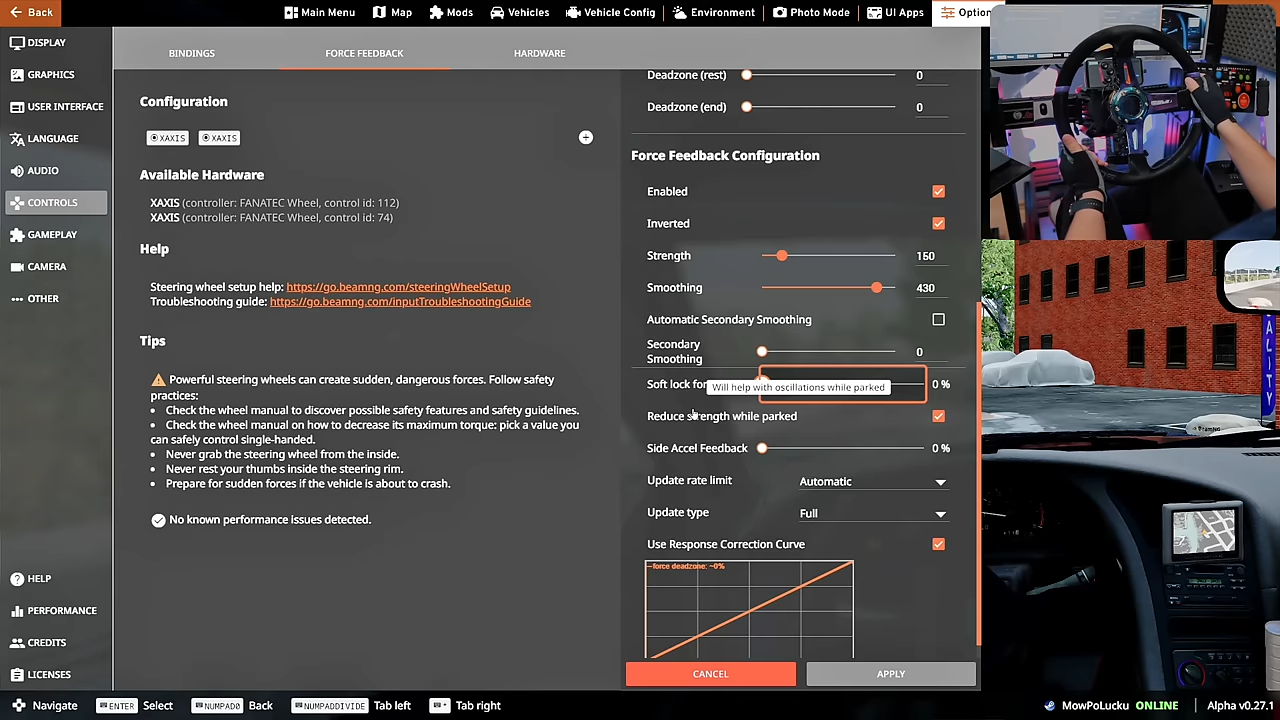 Back
Main Menu
Map
Mods
Vehicles
Vehicle Config
Environment
Photo Mode
UI Apps
Option
DISPLAY
GRAPHICS
USER INTERFACE
LANGUAGE
AUDIO
CONTROLS
GAMEPLAY
CAMERA
OTHER
HELP
PERFORMANCE
CREDITS
LICENSES
BINDINGS
FORCE FEEDBACK
HARDWARE
Configuration
XAXIS
XAXIS
Available Hardware
XAXIS (controller: FANATEC Wheel, control id: 112)
XAXIS (controller: FANATEC Wheel, control id: 74)
Help
Steering wheel setup help: https://go.beamng.com/steeringWheelSetup
Troubleshooting guide: https://go.beamng.com/inputTroubleshootingGuide
Tips
Powerful steering wheels can create sudden, dangerous forces. Follow safety
practices:
• Check the wheel manual to discover possible safety features and safety guidelines.
• Check the wheel manual on how to decrease its maximum torque: pick a value you
can safely control single-handed.
• Never grab the steering wheel from the inside.
• Never rest your thumbs inside the steering rim.
• Prepare for sudden forces if the vehicle is about to crash.
No known performance issues detected.
Deadzone (rest)
0
Deadzone (end)
0
Force Feedback Configuration
Enabled
Inverted
Strength
150
Smoothing
430
Automatic Secondary Smoothing
Secondary
Smoothing
0
Soft lock for
0 %
Will help with oscillations while parked
Reduce strength while parked
Side Accel Feedback
0 %
Update rate limit
Automatic
Update type
Full
Use Response Correction Curve
force deadzone: ~0%
CANCEL
APPLY
ALITY
Navigate
ENTER
Select
NUMPAD0
Back
NUMPADDIVIDE
Tab left
Tab right
MowPoLucku ONLINE
Alpha v0.27.1